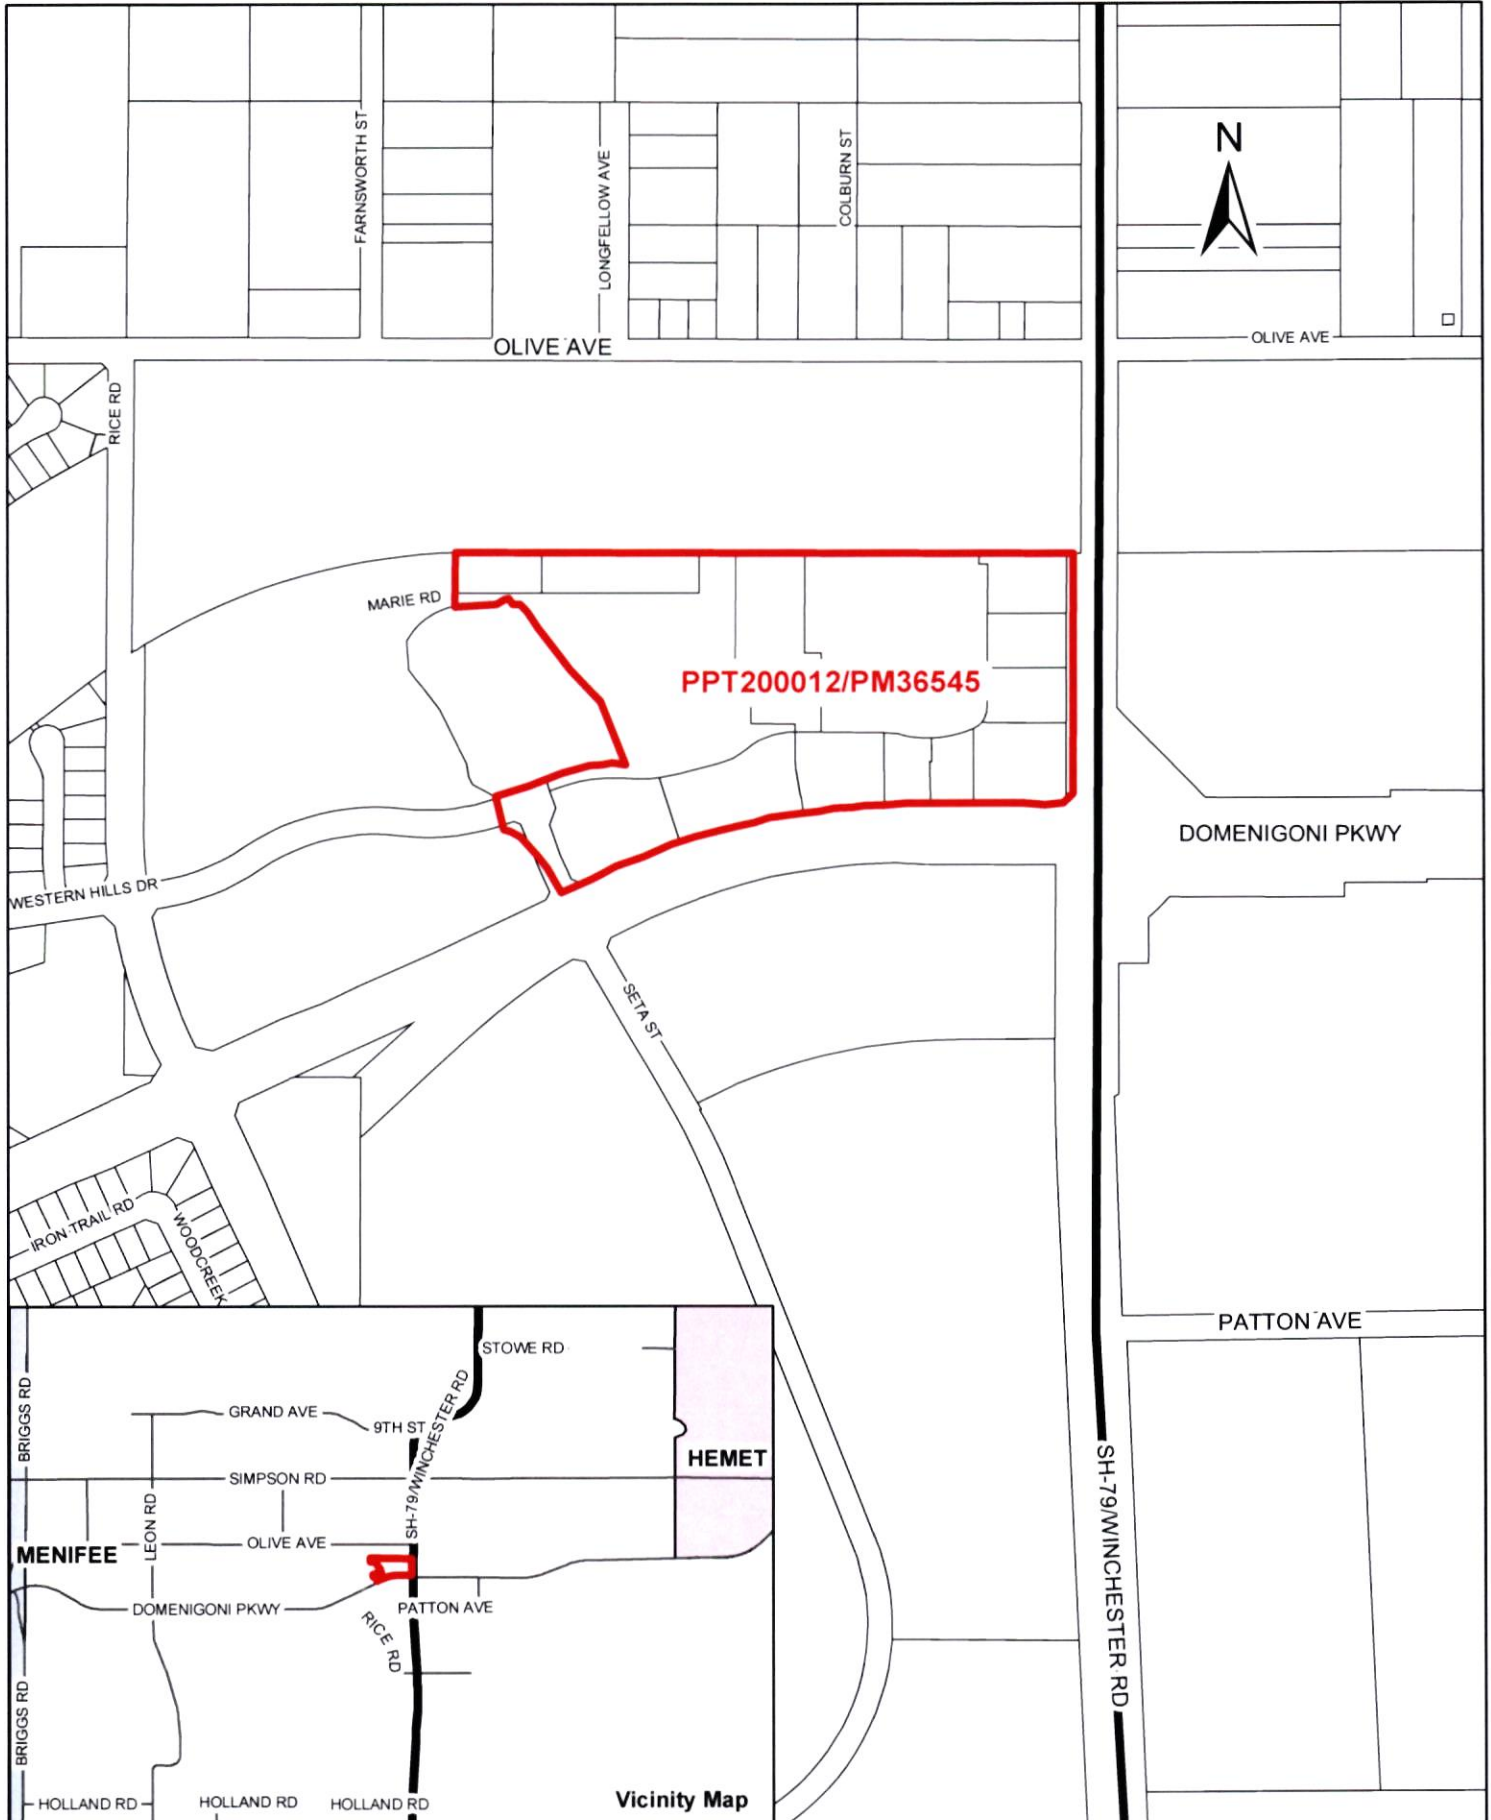 FARNSWORTH ST
LONGFELLOW AVE
COLBURN ST
N
OLIVE AVE
OLIVE AVE
RICE RD
MARIE RD
PPT200012/PM36545
DOMENIGONI PKWY
WESTERN HILLS DR
SETA ST
IRON TRAIL RD
WOODCREEK
PATTON AVE
SH-79/WINCHESTER RD
STOWE RD
BRIGGS RD
GRAND AVE
9TH ST
SH-79/WINCHESTER RD
HEMET
SIMPSON RD
LEON RD
OLIVE AVE
MENIFEE
DOMENIGONI PKWY
PATTON AVE
RICE RD
BRIGGS RD
HOLLAND RD
HOLLAND RD
HOLLAND RD
Vicinity Map